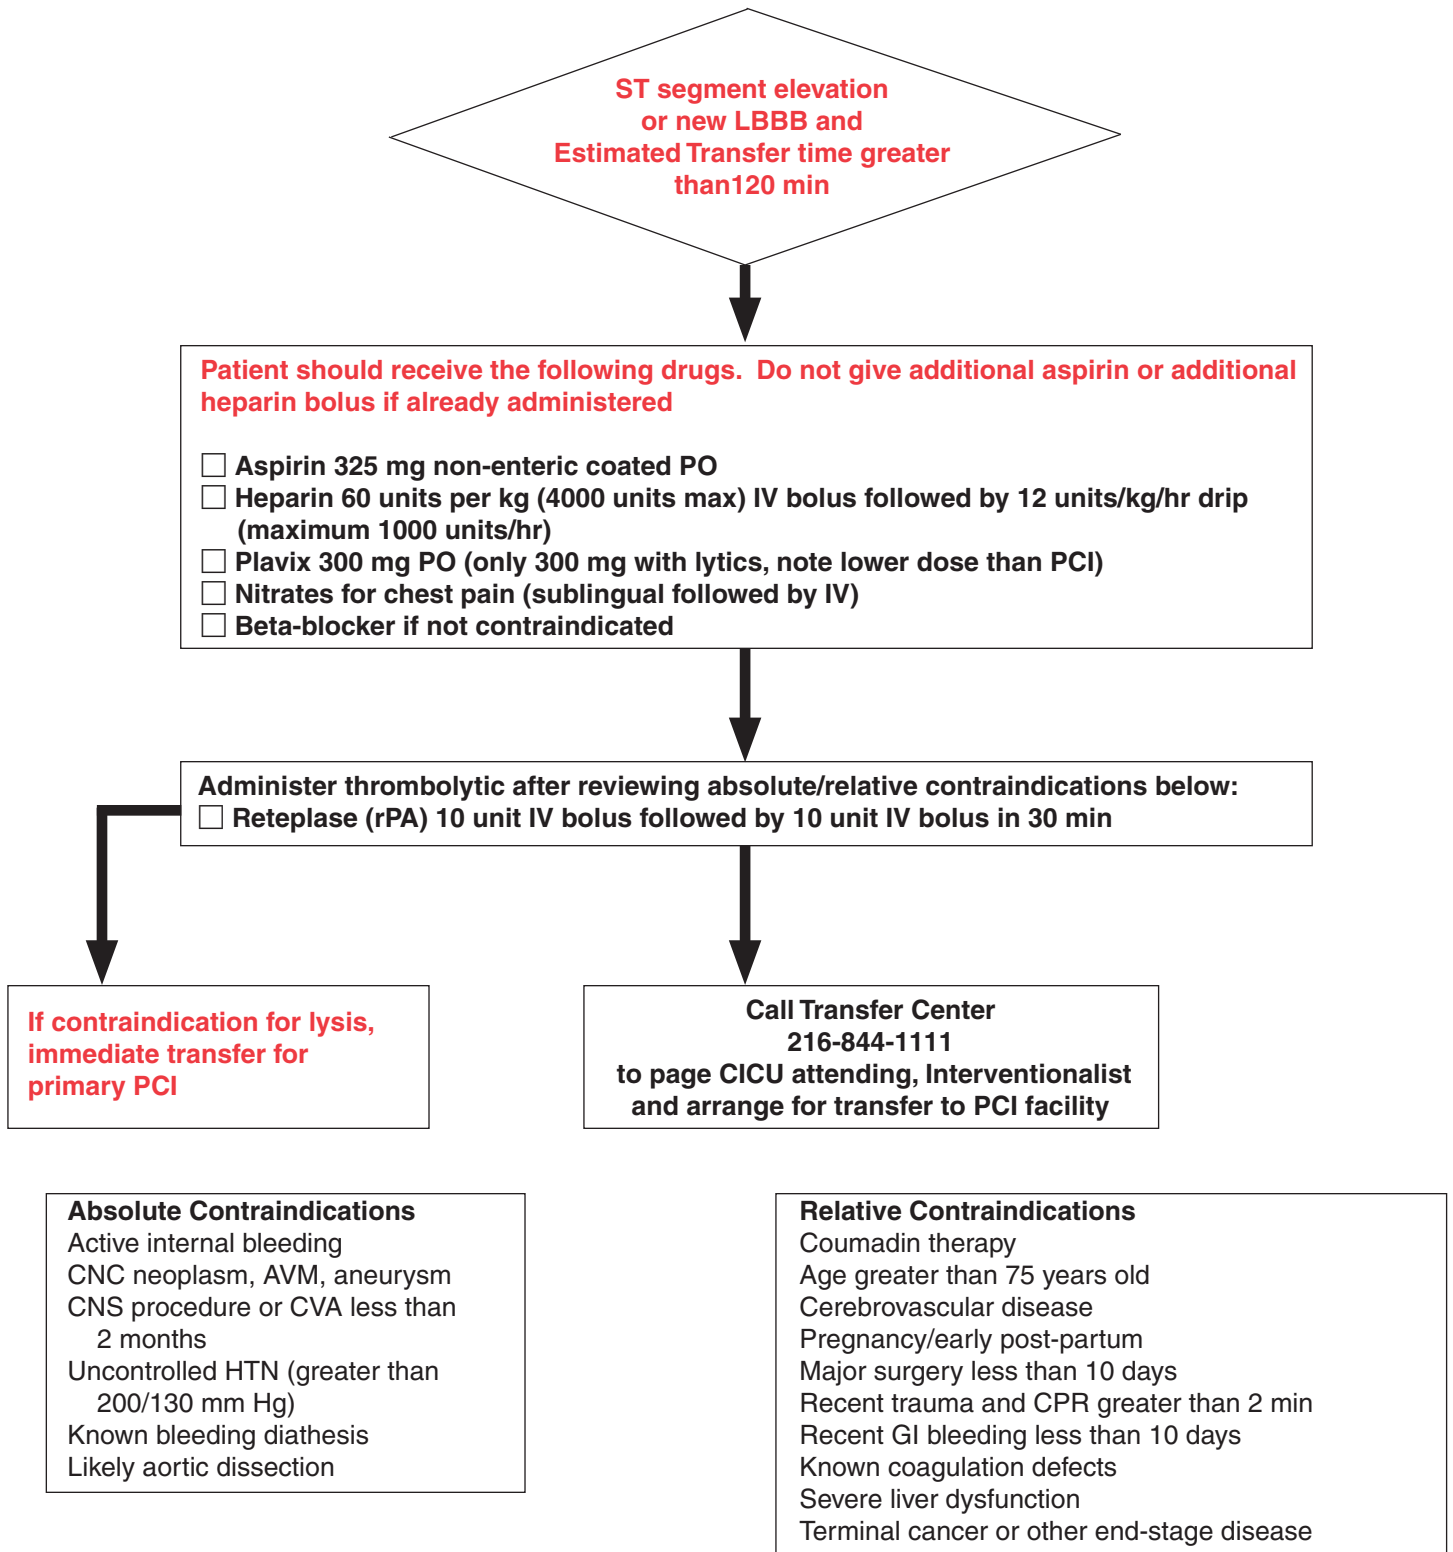 ST segment elevation
or new LBBB and
Estimated Transfer time greater
than120 min
Patient should receive the following drugs.  Do not give additional aspirin or additional
heparin bolus if already administered
☐ Aspirin 325 mg non-enteric coated PO
☐ Heparin 60 units per kg (4000 units max) IV bolus followed by 12 units/kg/hr drip
(maximum 1000 units/hr)
☐ Plavix 300 mg PO (only 300 mg with lytics, note lower dose than PCI)
☐ Nitrates for chest pain (sublingual followed by IV)
☐ Beta-blocker if not contraindicated
Administer thrombolytic after reviewing absolute/relative contraindications below:
☐ Reteplase (rPA) 10 unit IV bolus followed by 10 unit IV bolus in 30 min
If contraindication for lysis,
immediate transfer for
primary PCI
Call Transfer Center
216-844-1111
to page CICU attending, Interventionalist
and arrange for transfer to PCI facility
Absolute Contraindications
Active internal bleeding
CNC neoplasm, AVM, aneurysm
CNS procedure or CVA less than
2 months
Uncontrolled HTN (greater than
200/130 mm Hg)
Known bleeding diathesis
Likely aortic dissection
Relative Contraindications
Coumadin therapy
Age greater than 75 years old
Cerebrovascular disease
Pregnancy/early post-partum
Major surgery less than 10 days
Recent trauma and CPR greater than 2 min
Recent GI bleeding less than 10 days
Known coagulation defects
Severe liver dysfunction
Terminal cancer or other end-stage disease